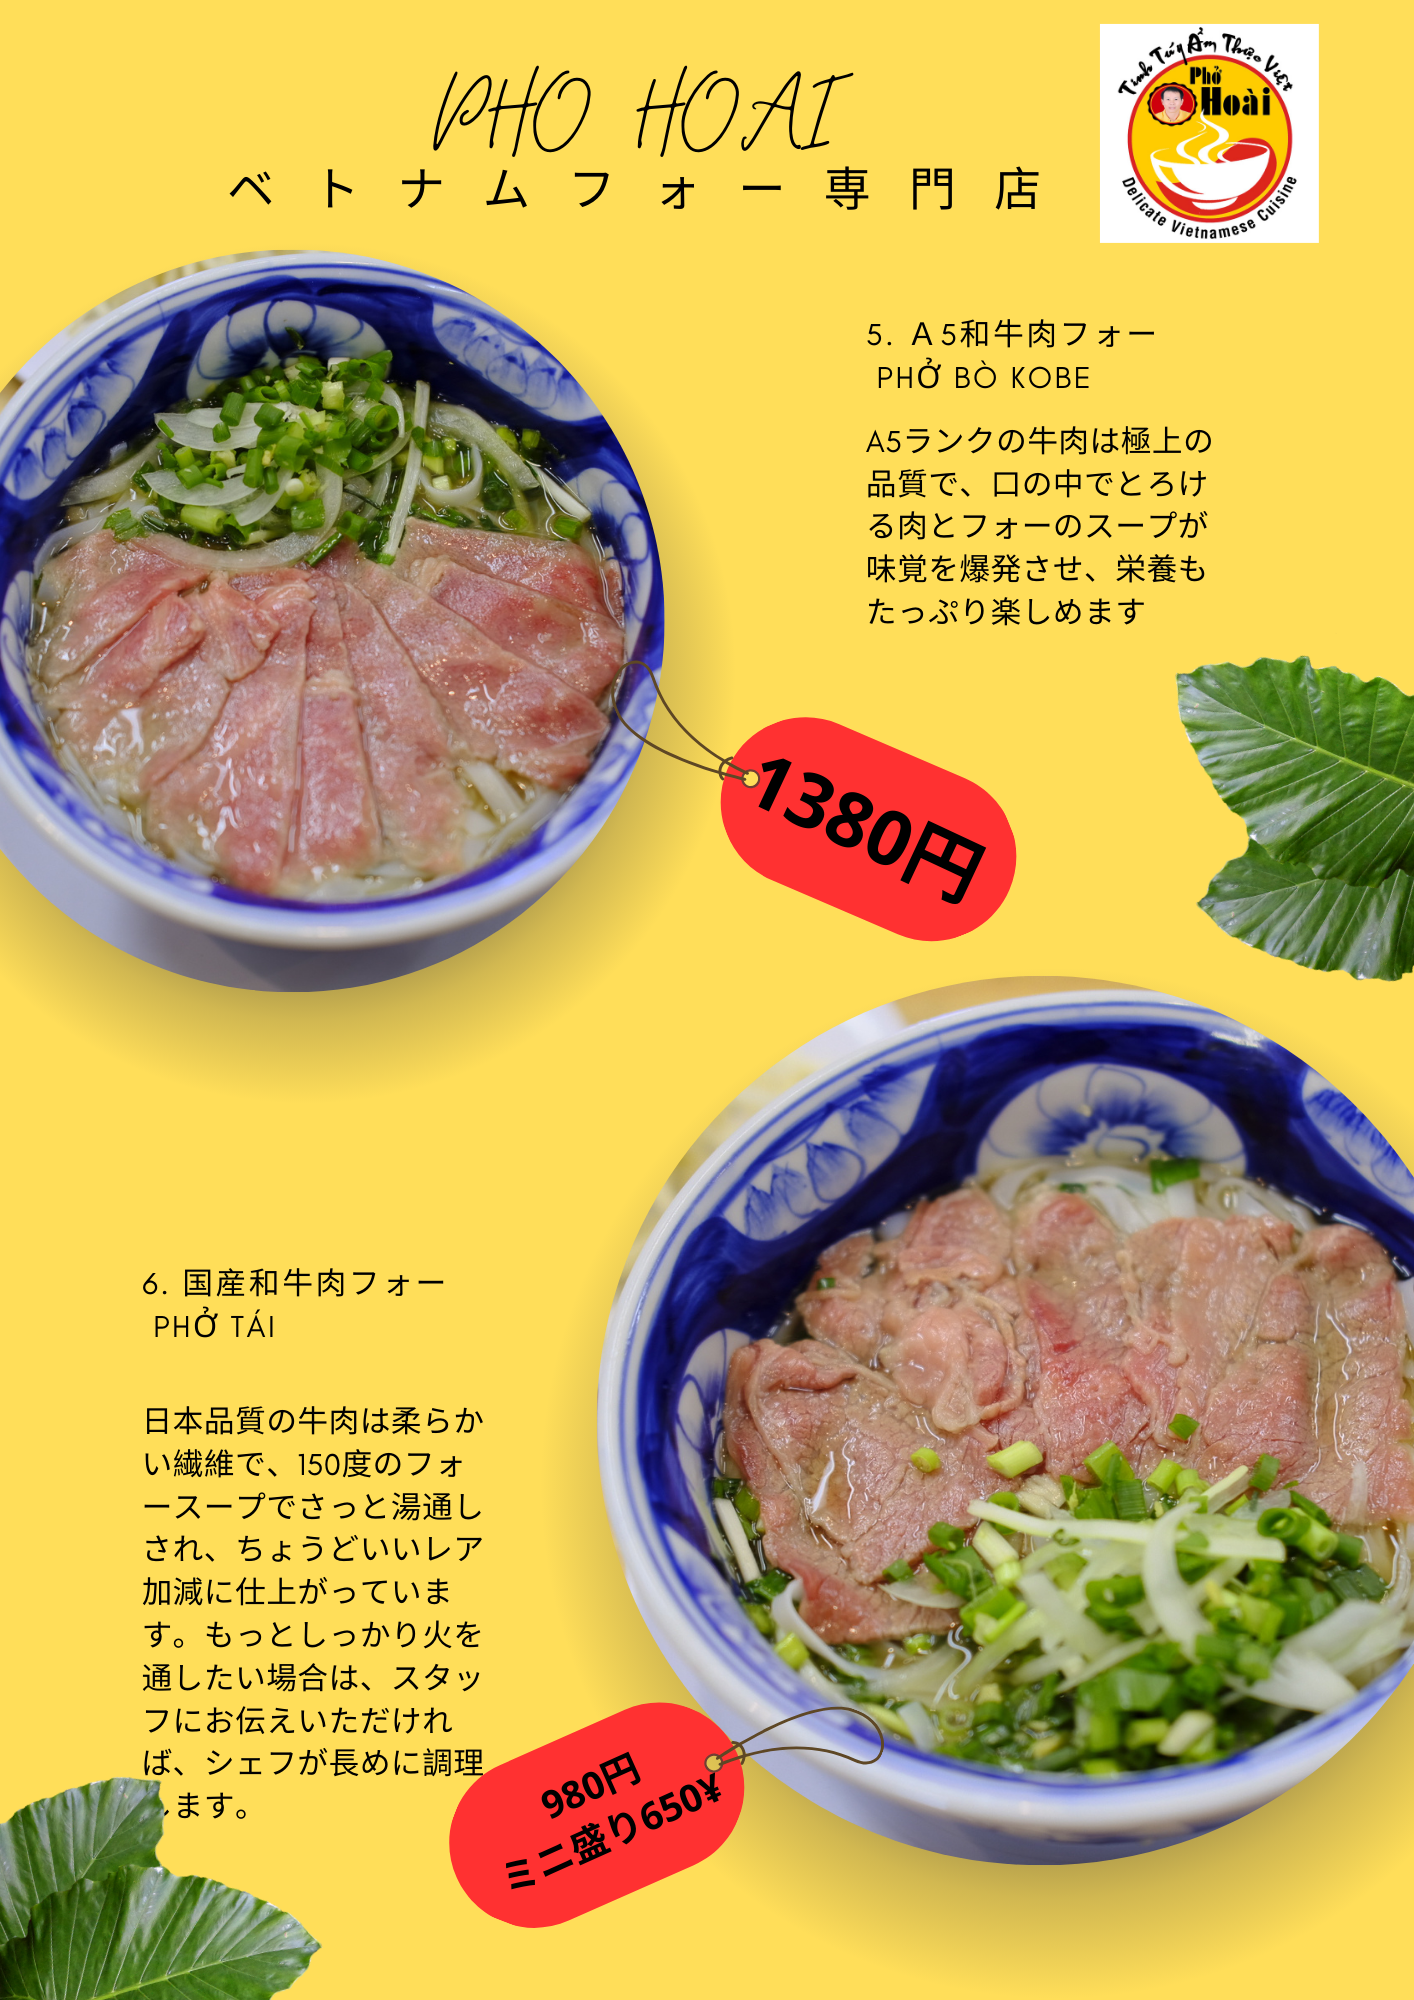 PHO HOAI
ベトナムフォー専門店
Tinh Túy Ẩm Thực Việt
Phở
Hoài
Delicate Vietnamese Cuisine
5. Ａ5和牛肉フォー
PHỞ BÒ KOBE
A5ランクの牛肉は極上の
品質で、口の中でとろけ
る肉とフォーのスープが
味覚を爆発させ、栄養も
たっぷり楽しめます
1380円
6. 国産和牛肉フォー
PHỞ TÁI
日本品質の牛肉は柔らか
い繊維で、150度のフォ
ースープでさっと湯通し
され、ちょうどいいレア
加減に仕上がっていま
す。もっとしっかり火を
通したい場合は、スタッ
フにお伝えいただけれ
ば、シェフが長めに調理
します。
980円
ミニ盛り650¥